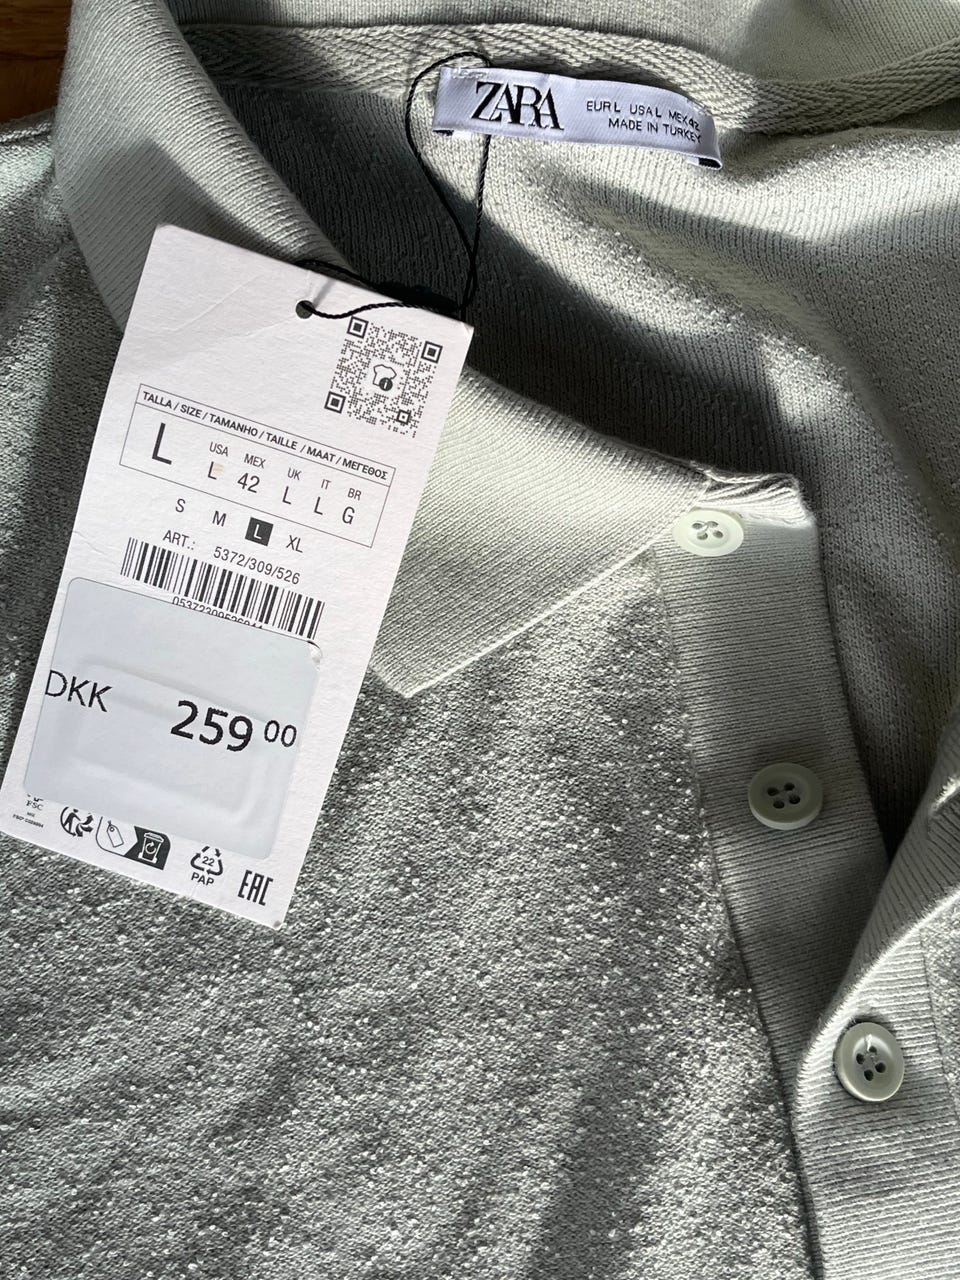 ZARA
EUR L USA L MEX 42
MADE IN TURKEY
TALLA / SIZE / TAMANHO / TAILLE / MAAT / ΜΕΓΕΘΟΣ
L
USA MEX UK IT BR
L 42 L L G
S M L XL
ART.: 5372/309/526
DKK 259 00
FSC
22
PAP
EAC